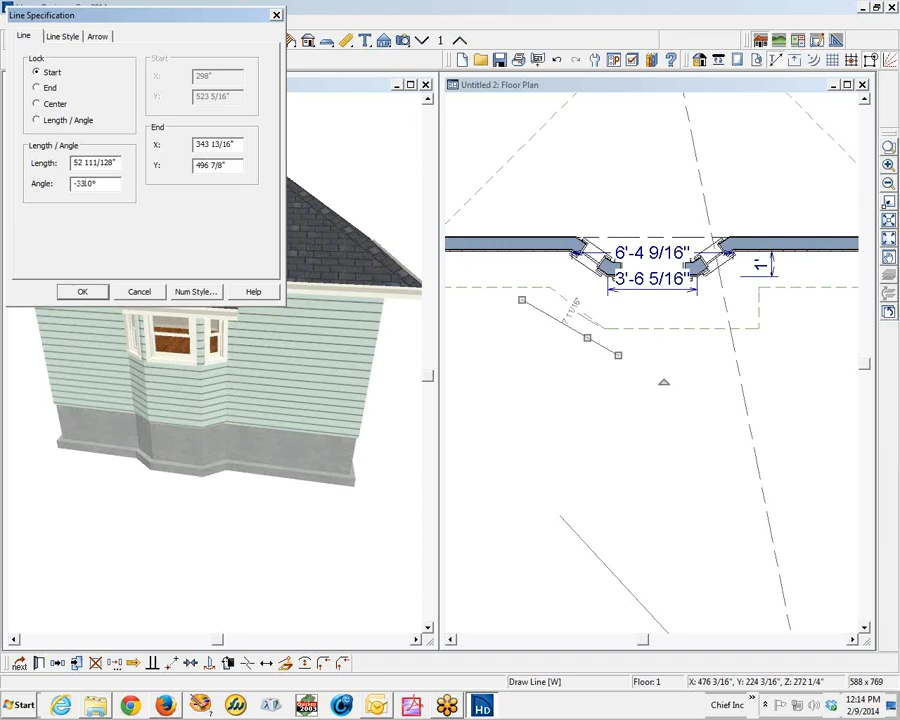 Line Specification
Line Line Style Arrow
Lock
Start
End
Center
Length / Angle
Length / Angle
Length: 52 111/128"
Angle:
Start
X: 298"
Y: 523 5/16"
End
X: 343 13/16"
Y: 496 7/8"
OK Cancel Num Style... Help
1
Untitled 2: Floor Plan
6'-4 9/16"
3'-6 5/16"
1"
next
Draw Line [W] Floor: 1 X: 476 3/16", Y: 224 3/16", Z: 272 1/4" 588 x 769
Start
Chief Inc
12:14 PM
2/9/2014